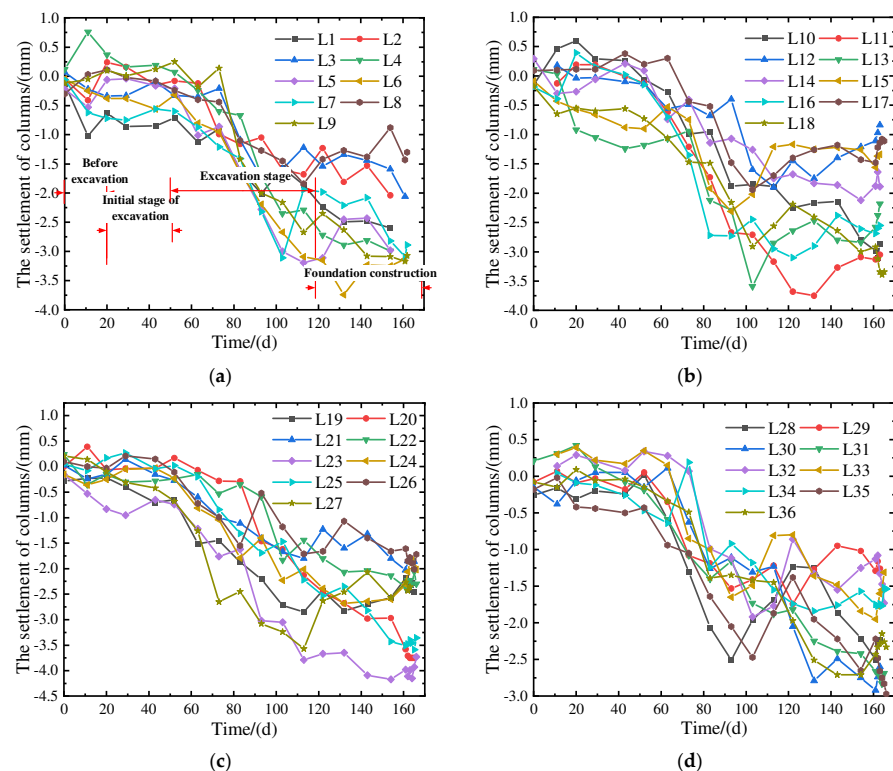 1.0
0.5
0.0
-0.5
-1.0
-1.5
-2.0
-2.5
-3.0
-3.5
-4.0
The settlement of columns/(mm)
L1 L2
L3 L4
L5 L6
L7 L8
L9
Before
excavation
Excavation stage
Initial stage of
excavation
Foundation construction
0 20 40 60 80 100 120 140 160
Time/(d)
(a)
1.0
0.5
0.0
-0.5
-1.0
-1.5
-2.0
-2.5
-3.0
-3.5
-4.0
The settlement of columns/(mm)
L10 L11
L12 L13
L14 L15
L16 L17
L18
0 20 40 60 80 100 120 140 160
Time/(d)
(b)
1.0
0.5
0.0
-0.5
-1.0
-1.5
-2.0
-2.5
-3.0
-3.5
-4.0
-4.5
The settlement of columns/(mm)
L19 L20
L21 L22
L23 L24
L25 L26
L27
0 20 40 60 80 100 120 140 160
Time/(d)
(c)
1.0
0.5
0.0
-0.5
-1.0
-1.5
-2.0
-2.5
-3.0
The settlement of columns/(mm)
L28 L29
L30 L31
L32 L33
L34 L35
L36
0 20 40 60 80 100 120 140 160
Time/(d)
(d)